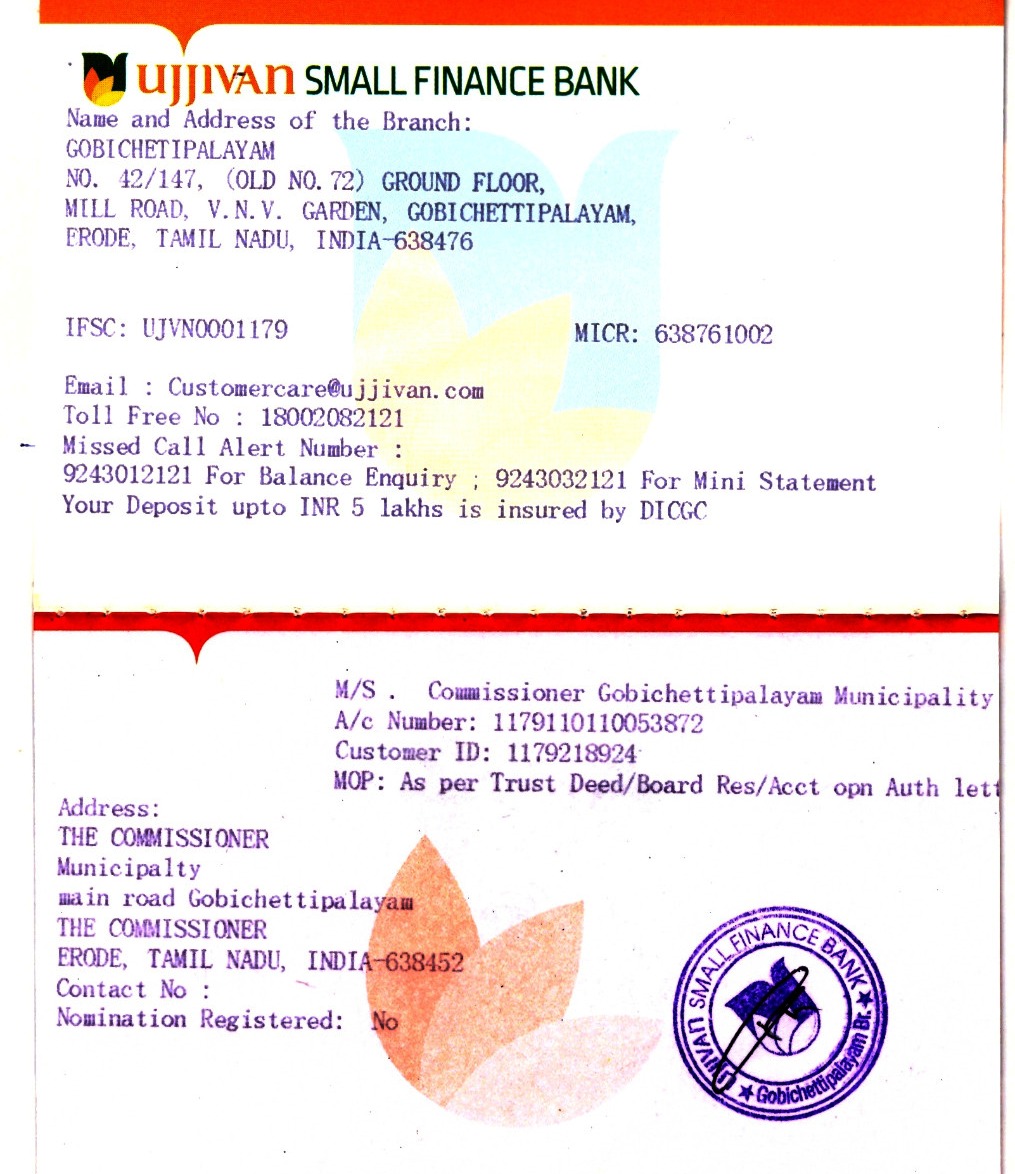 ujjivan SMALL FINANCE BANK
Name and Address of the Branch:
GOBICHETIPALAYAM
NO. 42/147, (OLD NO. 72) GROUND FLOOR,
MILL ROAD, V.N.V. GARDEN, GOBICHETTIPALAYAM,
ERODE, TAMIL NADU, INDIA-638476
IFSC: UJVN0001179 MICR: 638761002
Email : Customercare@ujjivan.com
Toll Free No : 18002082121
Missed Call Alert Number :
9243012121 For Balance Enquiry ; 9243032121 For Mini Statement
Your Deposit upto INR 5 lakhs is insured by DICGC
M/S . Commissioner Gobichettipalayam Municipality
A/c Number: 1179110110053872
Customer ID: 1179218924
MOP: As per Trust Deed/Board Res/Acct opn Auth lett
Address:
THE COMMISSIONER
Municipalty
main road Gobichettipalayam
THE COMMISSIONER
ERODE, TAMIL NADU, INDIA-638452
Contact No :
Nomination Registered: No
UJJIVAN SMALL FINANCE BANK
Gobichettipalayam Br.